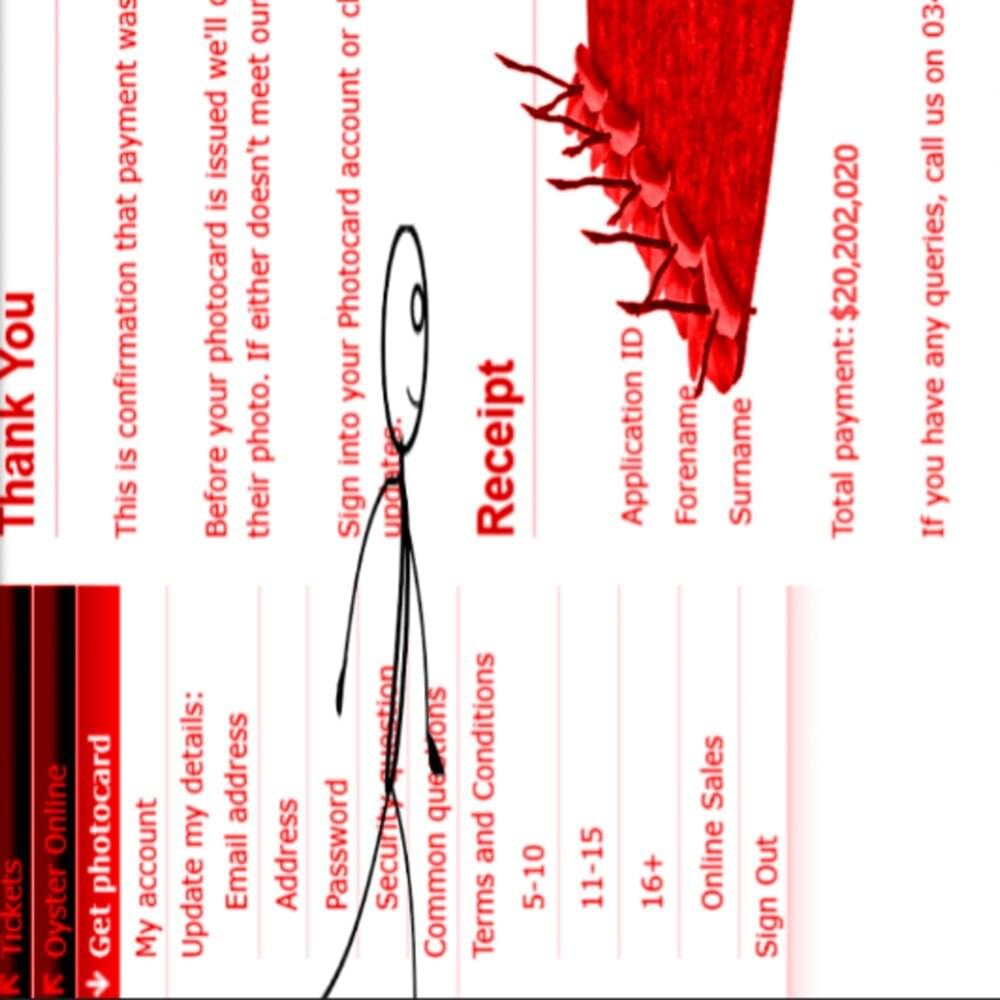 Tickets
Oyster Online
Get photocard
My account
Update my details:
Email address
Address
Password
Security question
Common questions
Terms and Conditions
5-10
11-15
16+
Online Sales
Sign Out
Thank You
This is confirmation that payment was
Before your photocard is issued we'll
their photo. If either doesn't meet our
Sign into your Photocard account or
updates.
Receipt
Application ID
Forename
Surname
Total payment: $20,202,020
If you have any queries, call us on 03